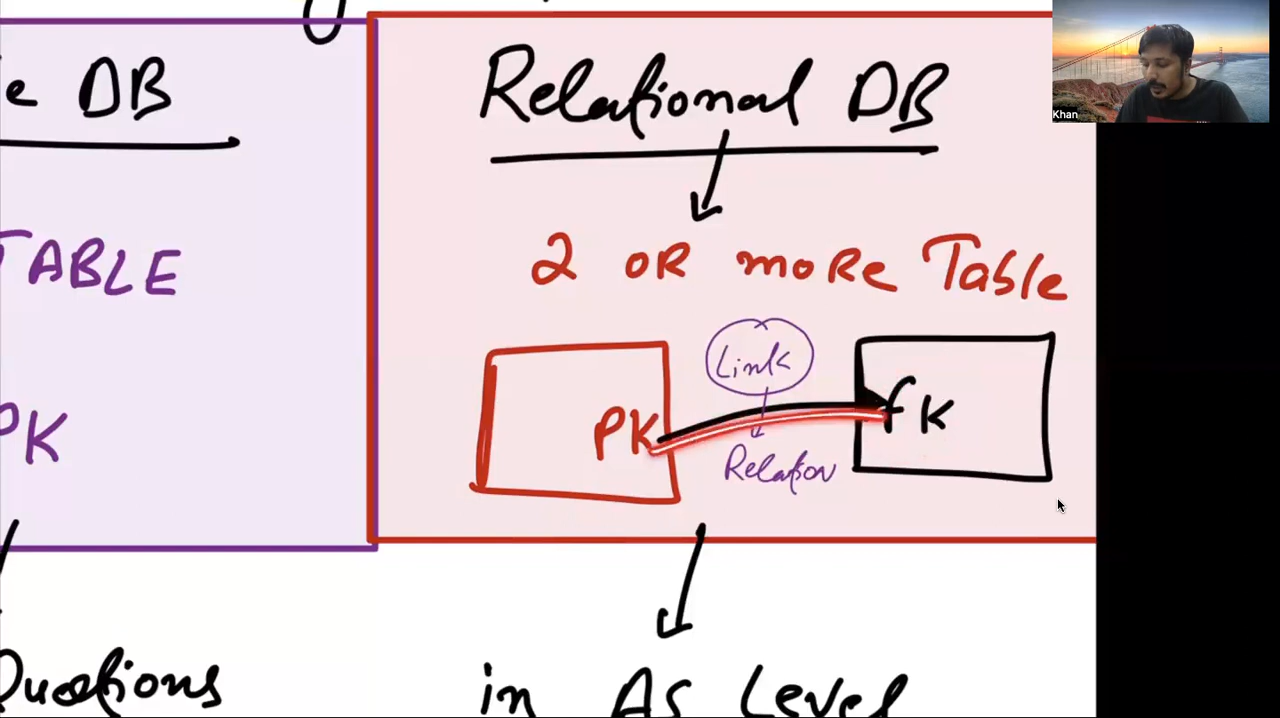 e DB
TABLE
PK
Questions
Relational DB
2 OR moRe Table
Link
PK
fK
Relation
in AS Level
Khan